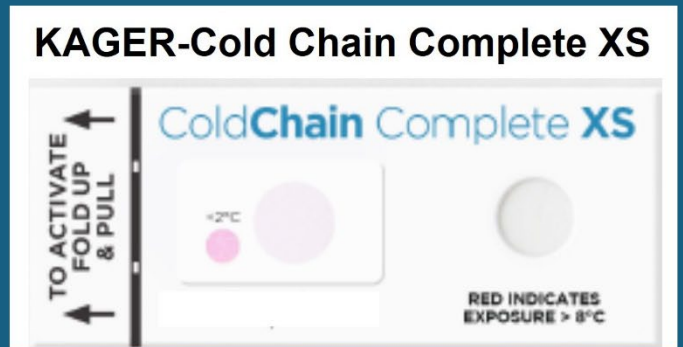 KAGER-Cold Chain Complete XS
TO ACTIVATE
FOLD UP
& PULL
ColdChain Complete XS
<2°C
RED INDICATES
EXPOSURE > 8°C